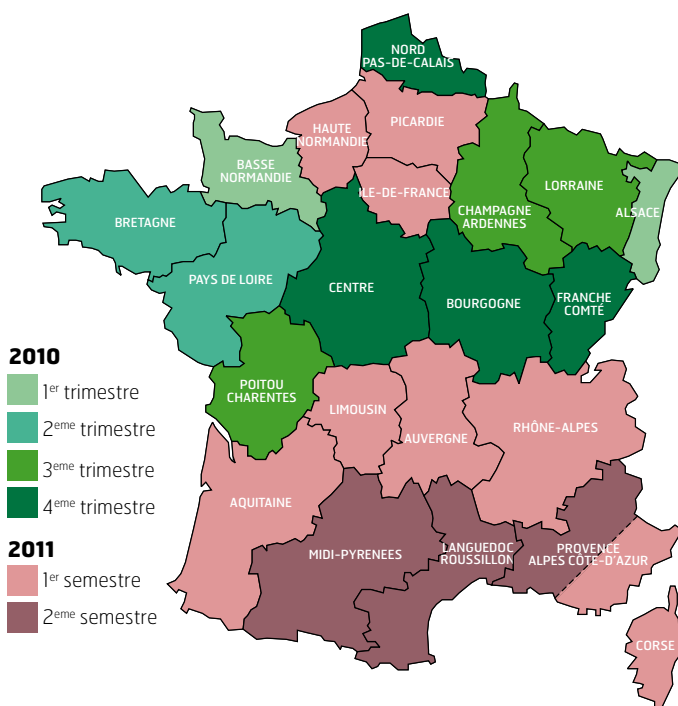 NORD
PAS-DE-CALAIS
HAUTE
NORMANDIE
PICARDIE
BASSE
NORMANDIE
ÎLE-DE-FRANCE
LORRAINE
CHAMPAGNE
ARDENNES
ALSACE
BRETAGNE
PAYS DE LOIRE
CENTRE
BOURGOGNE
FRANCHE
COMTÉ
POITOU
CHARENTES
LIMOUSIN
AUVERGNE
RHÔNE-ALPES
AQUITAINE
MIDI-PYRENEES
LANGUEDOC
ROUSSILLON
PROVENCE
ALPES CÔTE-D'AZUR
CORSE
2010
1er trimestre
2eme trimestre
3eme trimestre
4eme trimestre
2011
1er semestre
2eme semestre